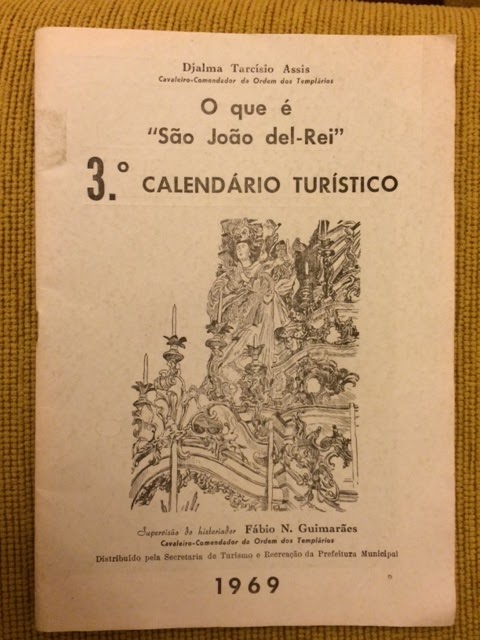 Djalma Tarcísio Assis
Cavaleiro-Comendador da Ordem dos Templários
O que é
"São João del-Rei"
3.º CALENDÁRIO TURÍSTICO
Supervisão do historiador Fábio N. Guimarães
Cavaleiro-Comendador da Ordem dos Templários
Distribuído pela Secretaria de Turismo e Recreação da Prefeitura Municipal
1969